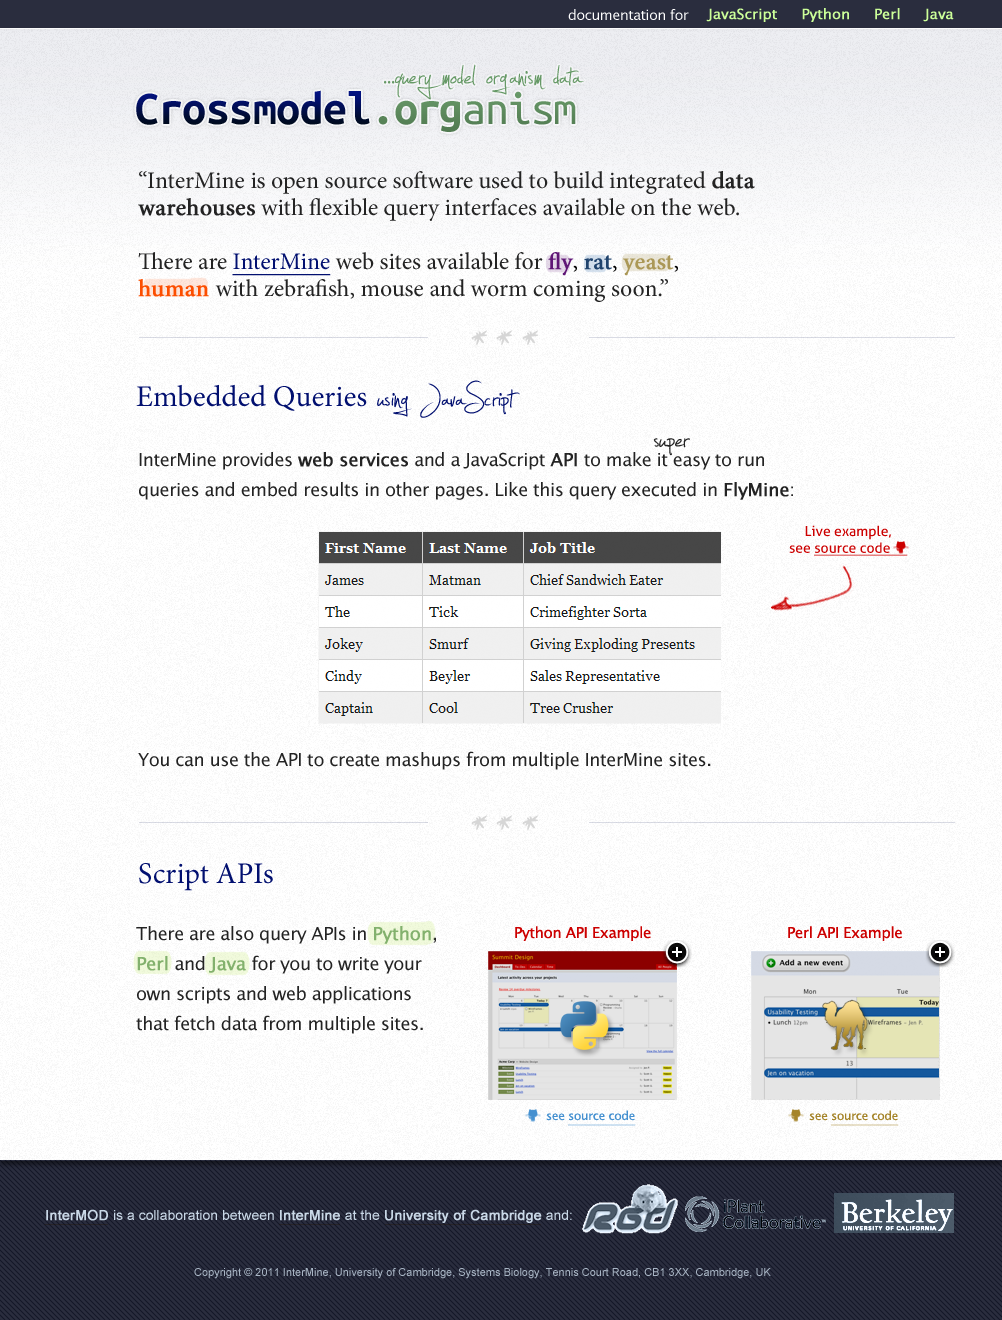 documentation for JavaScript Python Perl Java
...query model organism data
Crossmodel.organism
“InterMine is open source software used to build integrated data
warehouses with flexible query interfaces available on the web.
There are InterMine web sites available for fly, rat, yeast,
human with zebrafish, mouse and worm coming soon.”
Embedded Queries using JavaScript
super
InterMine provides web services and a JavaScript API to make it easy to run
queries and embed results in other pages. Like this query executed in FlyMine:
Live example,
see source code
First Name Last Name Job Title
James Matman Chief Sandwich Eater
The Tick Crimefighter Sorta
Jokey Smurf Giving Exploding Presents
Cindy Beyler Sales Representative
Captain Cool Tree Crusher
You can use the API to create mashups from multiple InterMine sites.
Script APIs
There are also query APIs in Python,
Perl and Java for you to write your
own scripts and web applications
that fetch data from multiple sites.
Python API Example
Summit Design
Latest activity across your projects
see source code
Perl API Example
Add a new event
Mon Tue
Today
Usability Testing
• Lunch 12pm Wireframes – Jen P.
13
Jen on vacation
see source code
InterMOD is a collaboration between InterMine at the University of Cambridge and:
RGD
iPlant
Collaborative™
Berkeley
UNIVERSITY OF CALIFORNIA
Copyright © 2011 InterMine, University of Cambridge, Systems Biology, Tennis Court Road, CB1 3XX, Cambridge, UK